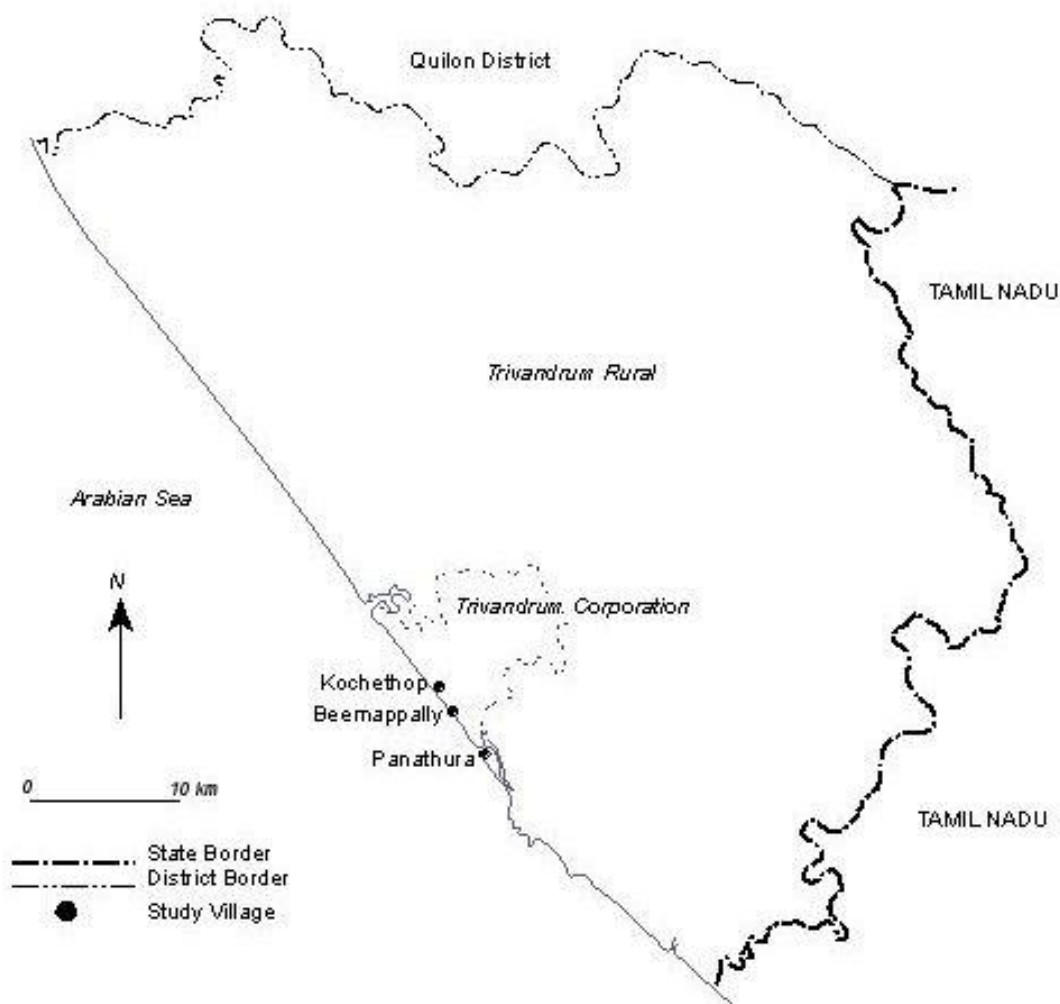 Quilon District
TAMIL NADU
Trivandrum Rural
Arabian Sea
N
Trivandrum. Corporation
Kochethop
Beemappally
Panathura
0 10 km
TAMIL NADU
State Border
District Border
Study Village